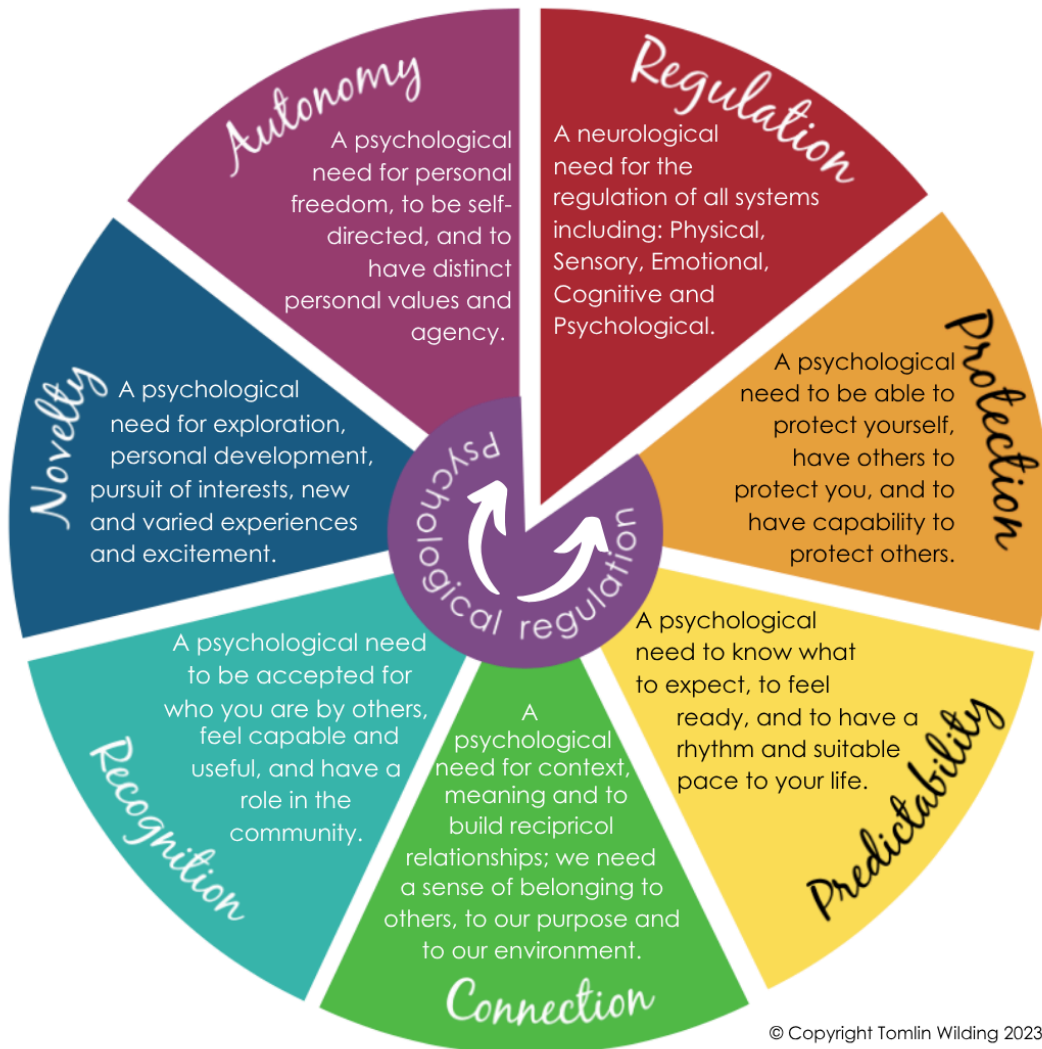 Autonomy
A psychological
need for personal
freedom, to be self-
directed, and to
have distinct
personal values and
agency.
Regulation
A neurological
need for the
regulation of all systems
including: Physical,
Sensory, Emotional,
Cognitive and
Psychological.
Protection
A psychological
need to be able to
protect yourself,
have others to
protect you, and to
have capability to
protect others.
Predictability
A psychological
need to know what
to expect, to feel
ready, and to have a
rhythm and suitable
pace to your life.
Connection
A
psychological
need for context,
meaning and to
build recipricol
relationships; we need
a sense of belonging to
others, to our purpose and
to our environment.
Recognition
A psychological need
to be accepted for
who you are by others,
feel capable and
useful, and have a
role in the
community.
Novelty
A psychological
need for exploration,
personal development,
pursuit of interests, new
and varied experiences
and excitement.
Psychological regulation
© Copyright Tomlin Wilding 2023